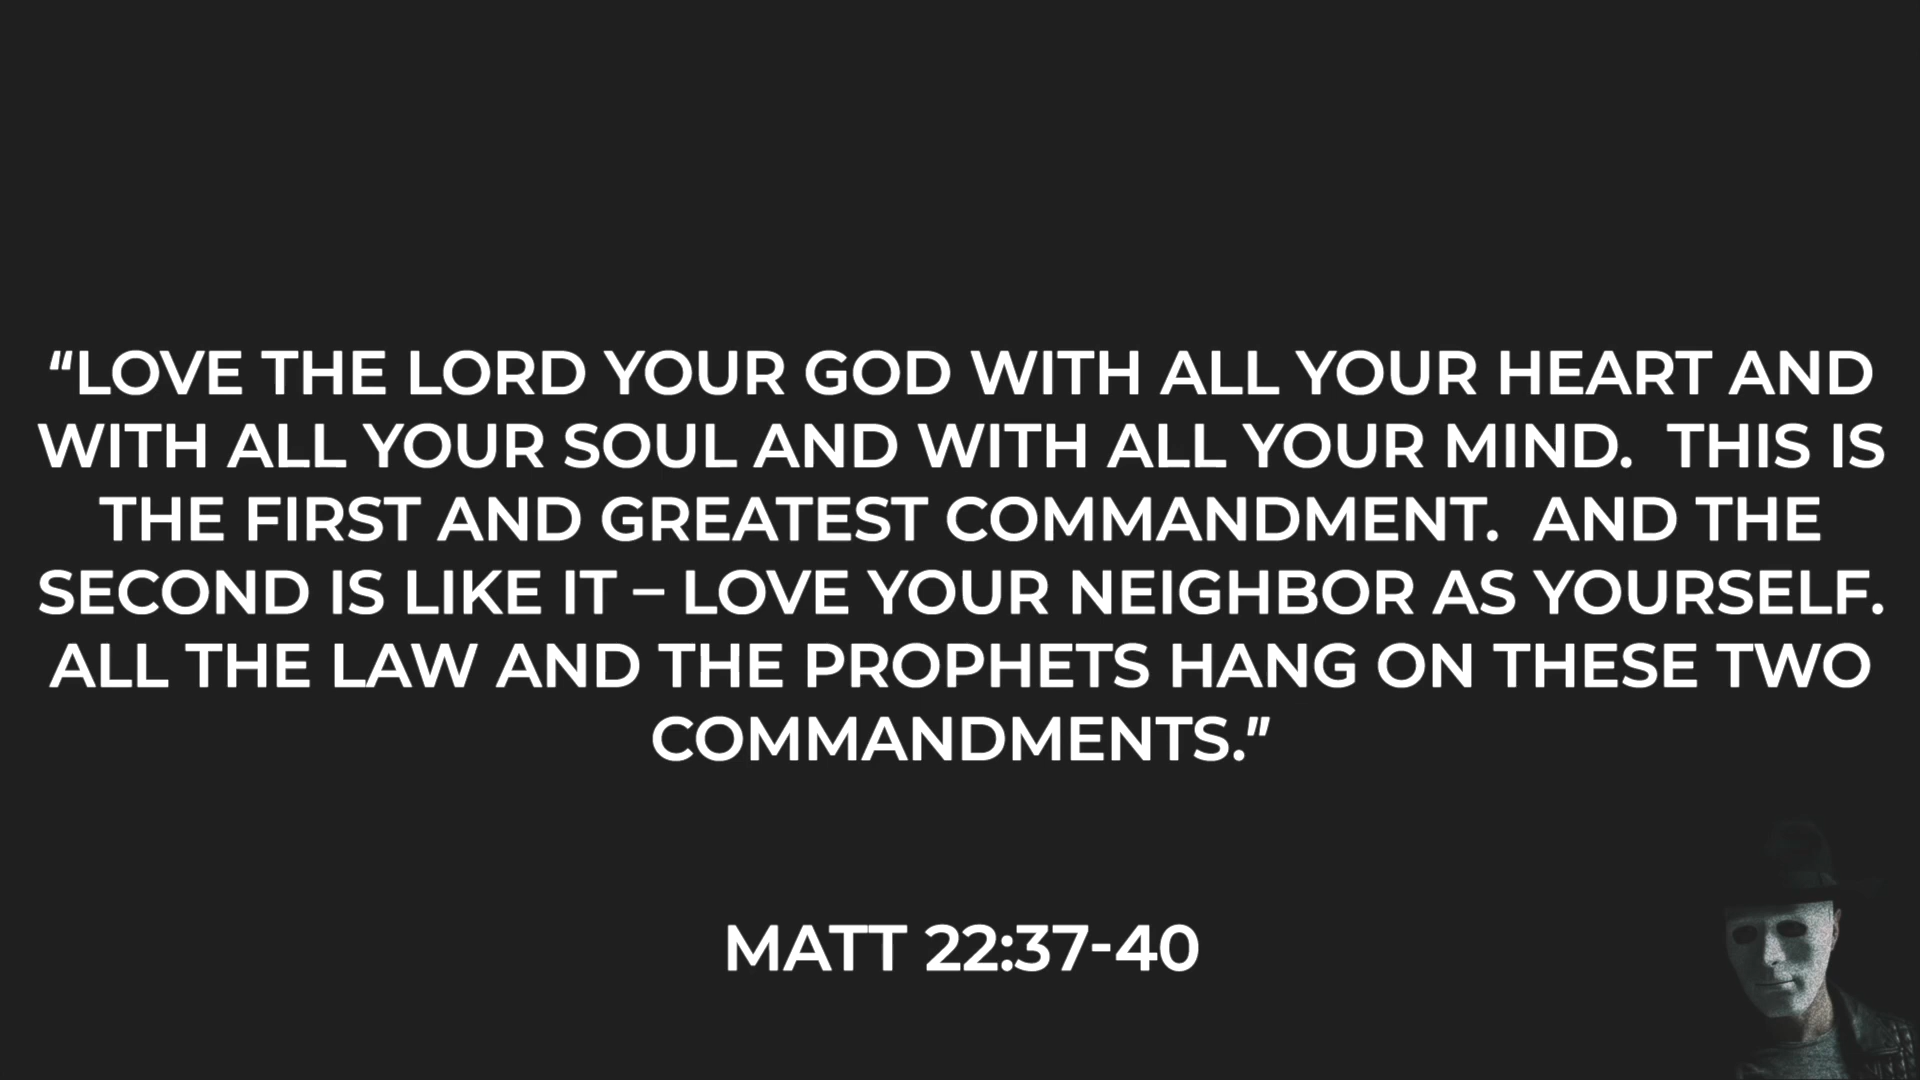 “LOVE THE LORD YOUR GOD WITH ALL YOUR HEART AND
WITH ALL YOUR SOUL AND WITH ALL YOUR MIND.  THIS IS
THE FIRST AND GREATEST COMMANDMENT.  AND THE
SECOND IS LIKE IT – LOVE YOUR NEIGHBOR AS YOURSELF.
ALL THE LAW AND THE PROPHETS HANG ON THESE TWO
COMMANDMENTS.”
MATT 22:37-40